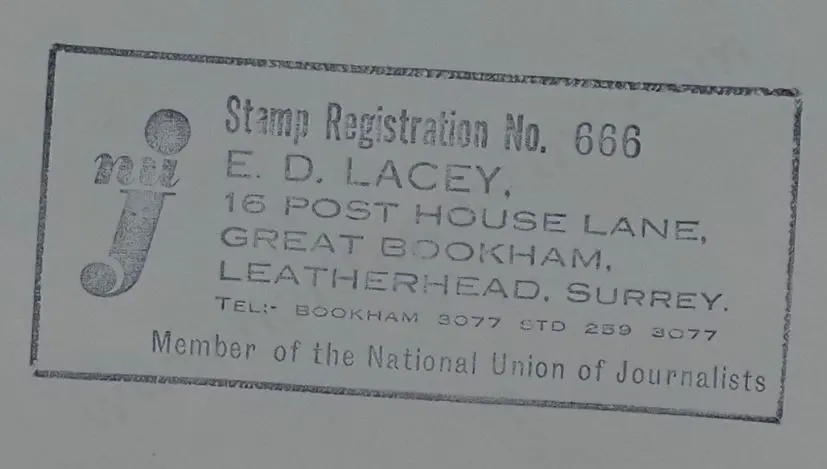 Stamp Registration No. 666
nuj
E. D. LACEY,
16 POST HOUSE LANE,
GREAT BOOKHAM,
LEATHERHEAD, SURREY.
TEL:- BOOKHAM 3077 STD 259 3077
Member of the National Union of Journalists